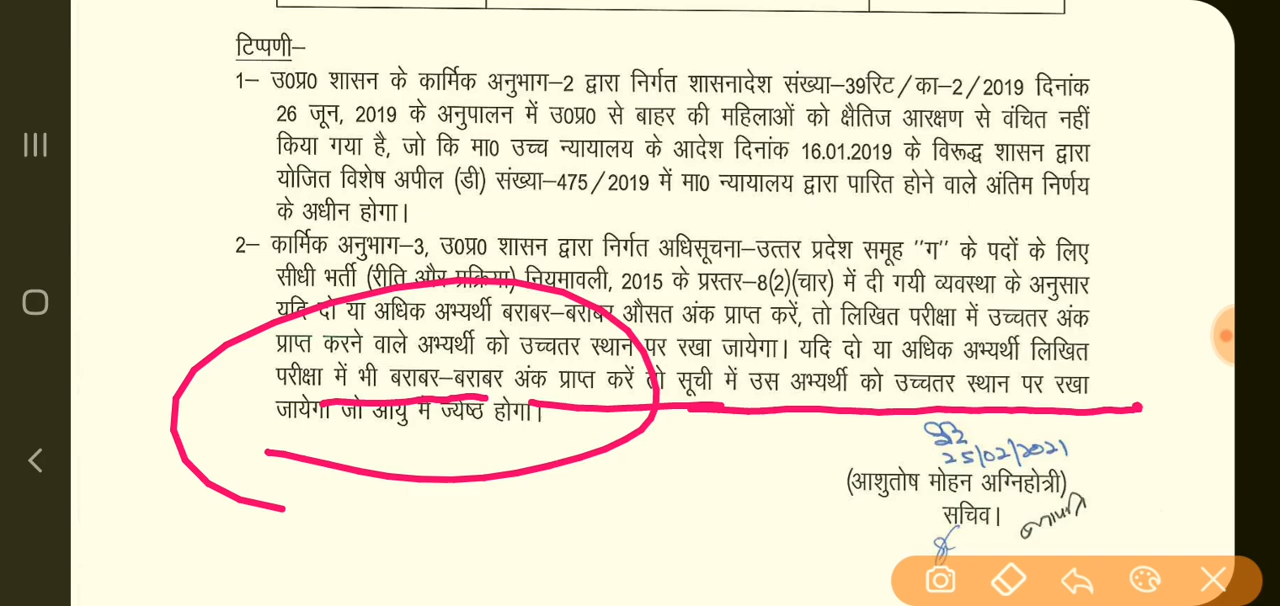 टिप्पणी–
1– उ0प्र0 शासन के कार्मिक अनुभाग–2 द्वारा निर्गत शासनादेश संख्या–39रिट/का–2/2019 दिनांक
26 जून, 2019 के अनुपालन में उ0प्र0 से बाहर की महिलाओं को क्षैतिज आरक्षण से वंचित नहीं
किया गया है, जो कि मा0 उच्च न्यायालय के आदेश दिनांक 16.01.2019 के विरूद्ध शासन द्वारा
योजित विशेष अपील (डी) संख्या–475/2019 में मा0 न्यायालय द्वारा पारित होने वाले अंतिम निर्णय
के अधीन होगा।
2– कार्मिक अनुभाग–3, उ0प्र0 शासन द्वारा निर्गत अधिसूचना–उत्तर प्रदेश समूह "ग" के पदों के लिए
सीधी भर्ती (रीति और प्रक्रिया) नियमावली, 2015 के प्रस्तर–8(2)(चार) में दी गयी व्यवस्था के अनुसार
यदि दो या अधिक अभ्यर्थी बराबर–बराबर औसत अंक प्राप्त करें, तो लिखित परीक्षा में उच्चतर अंक
प्राप्त करने वाले अभ्यर्थी को उच्चतर स्थान पर रखा जायेगा। यदि दो या अधिक अभ्यर्थी लिखित
परीक्षा में भी बराबर–बराबर अंक प्राप्त करें तो सूची में उस अभ्यर्थी को उच्चतर स्थान पर रखा
जायेगा जो आयु में ज्येष्ठ होगा।
25/02/2021
(आशुतोष मोहन अग्निहोत्री)
सचिव।